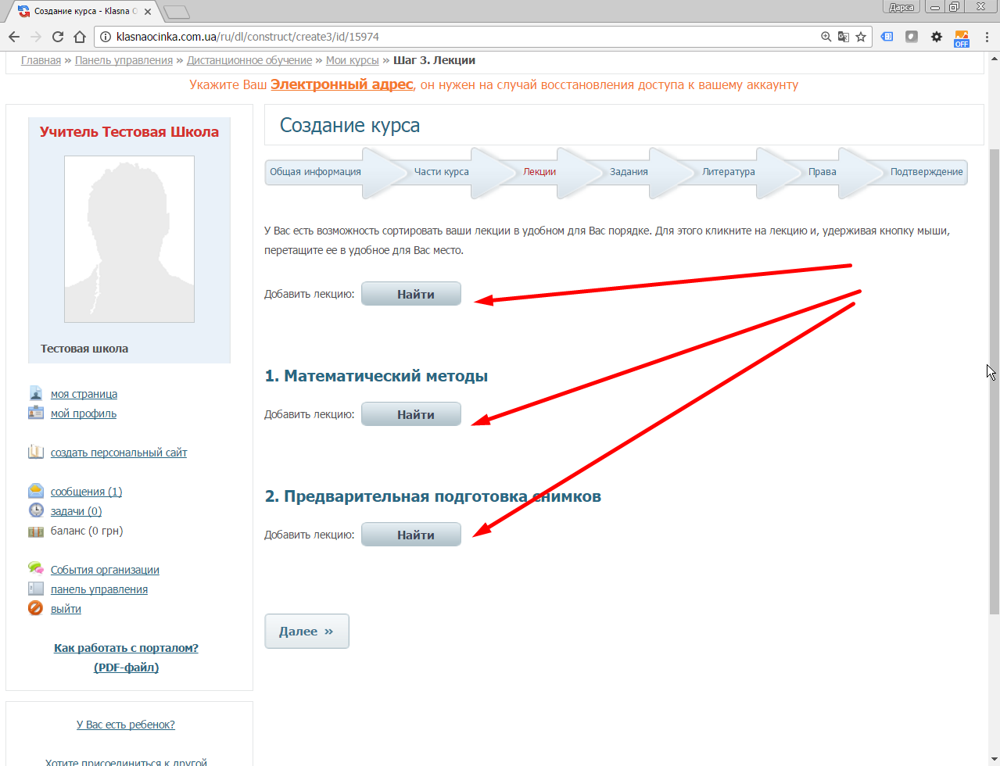 Создание курса - Klasna О
Дарса
klasnaocinka.com.ua/ru/dl/construct/create3/id/15974
OFF
Главная » Панель управления » Дистанционное обучение » Мои курсы » Шаг 3. Лекции
Укажите Ваш Электронный адрес, он нужен на случай восстановления доступа к вашему аккаунту
Учитель Тестовая Школа
Тестовая школа
моя страница
мой профиль
создать персональный сайт
сообщения (1)
задачи (0)
баланс (0 грн)
События организации
панель управления
выйти
Как работать с порталом?
(PDF-файл)
У Вас есть ребенок?
Хотите присоединиться к другой
Создание курса
Общая информация Части курса Лекции Задания Литература Права Подтверждение
У Вас есть возможность сортировать ваши лекции в удобном для Вас порядке. Для этого кликните на лекцию и, удерживая кнопку мыши,
перетащите ее в удобное для Вас место.
Добавить лекцию: Найти
1. Математический методы
Добавить лекцию: Найти
2. Предварительная подготовка снимков
Добавить лекцию: Найти
Далее »